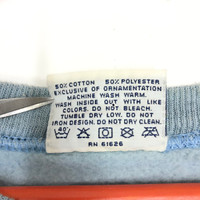 50% COTTON 50% POLYESTER
EXCLUSIVE OF ORNAMENTATION
MACHINE WASH WARM.
WASH INSIDE OUT WITH LIKE
COLORS. DO NOT BLEACH.
TUMBLE DRY LOW. DO NOT
IRON DESIGN. DO NOT DRY CLEAN.
40°
RN 61626